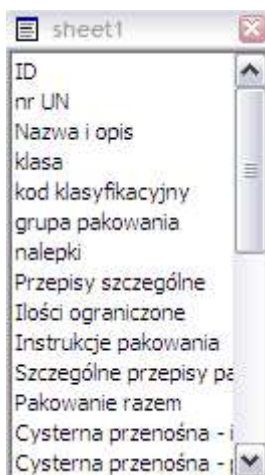 sheet1
ID
nr UN
Nazwa i opis
klasa
kod klasyfikacyjny
grupa pakowania
nalepki
Przepisy szczególne
Ilości ograniczone
Instrukcje pakowania
Szczególne przepisy pa
Pakowanie razem
Cysterna przenośna - i
Cysterna przenośna -